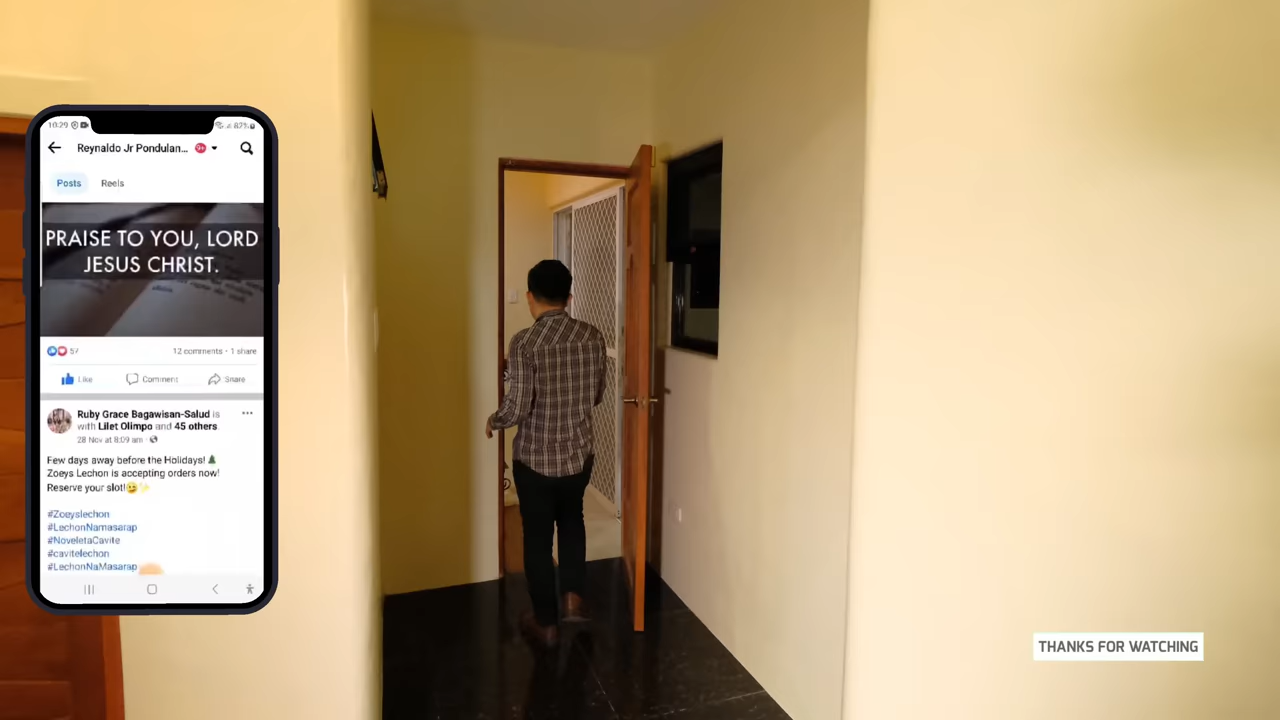 10:29
82%
Reynaldo Jr Pondulan...
9+
Posts
Reels
PRAISE TO YOU, LORD
JESUS CHRIST.
57
12 comments · 1 share
Like
Comment
Share
Ruby Grace Bagawisan-Salud is
with Lilet Olimpo and 45 others.
28 Nov at 8:09 am ·
Few days away before the Holidays!🎄
Zoeys Lechon is accepting orders now!
Reserve your slot!😉✨
#Zoeyslechon
#LechonNamasarap
#NoveletaCavite
#cavitelechon
#LechonNaMasarap
THANKS FOR WATCHING